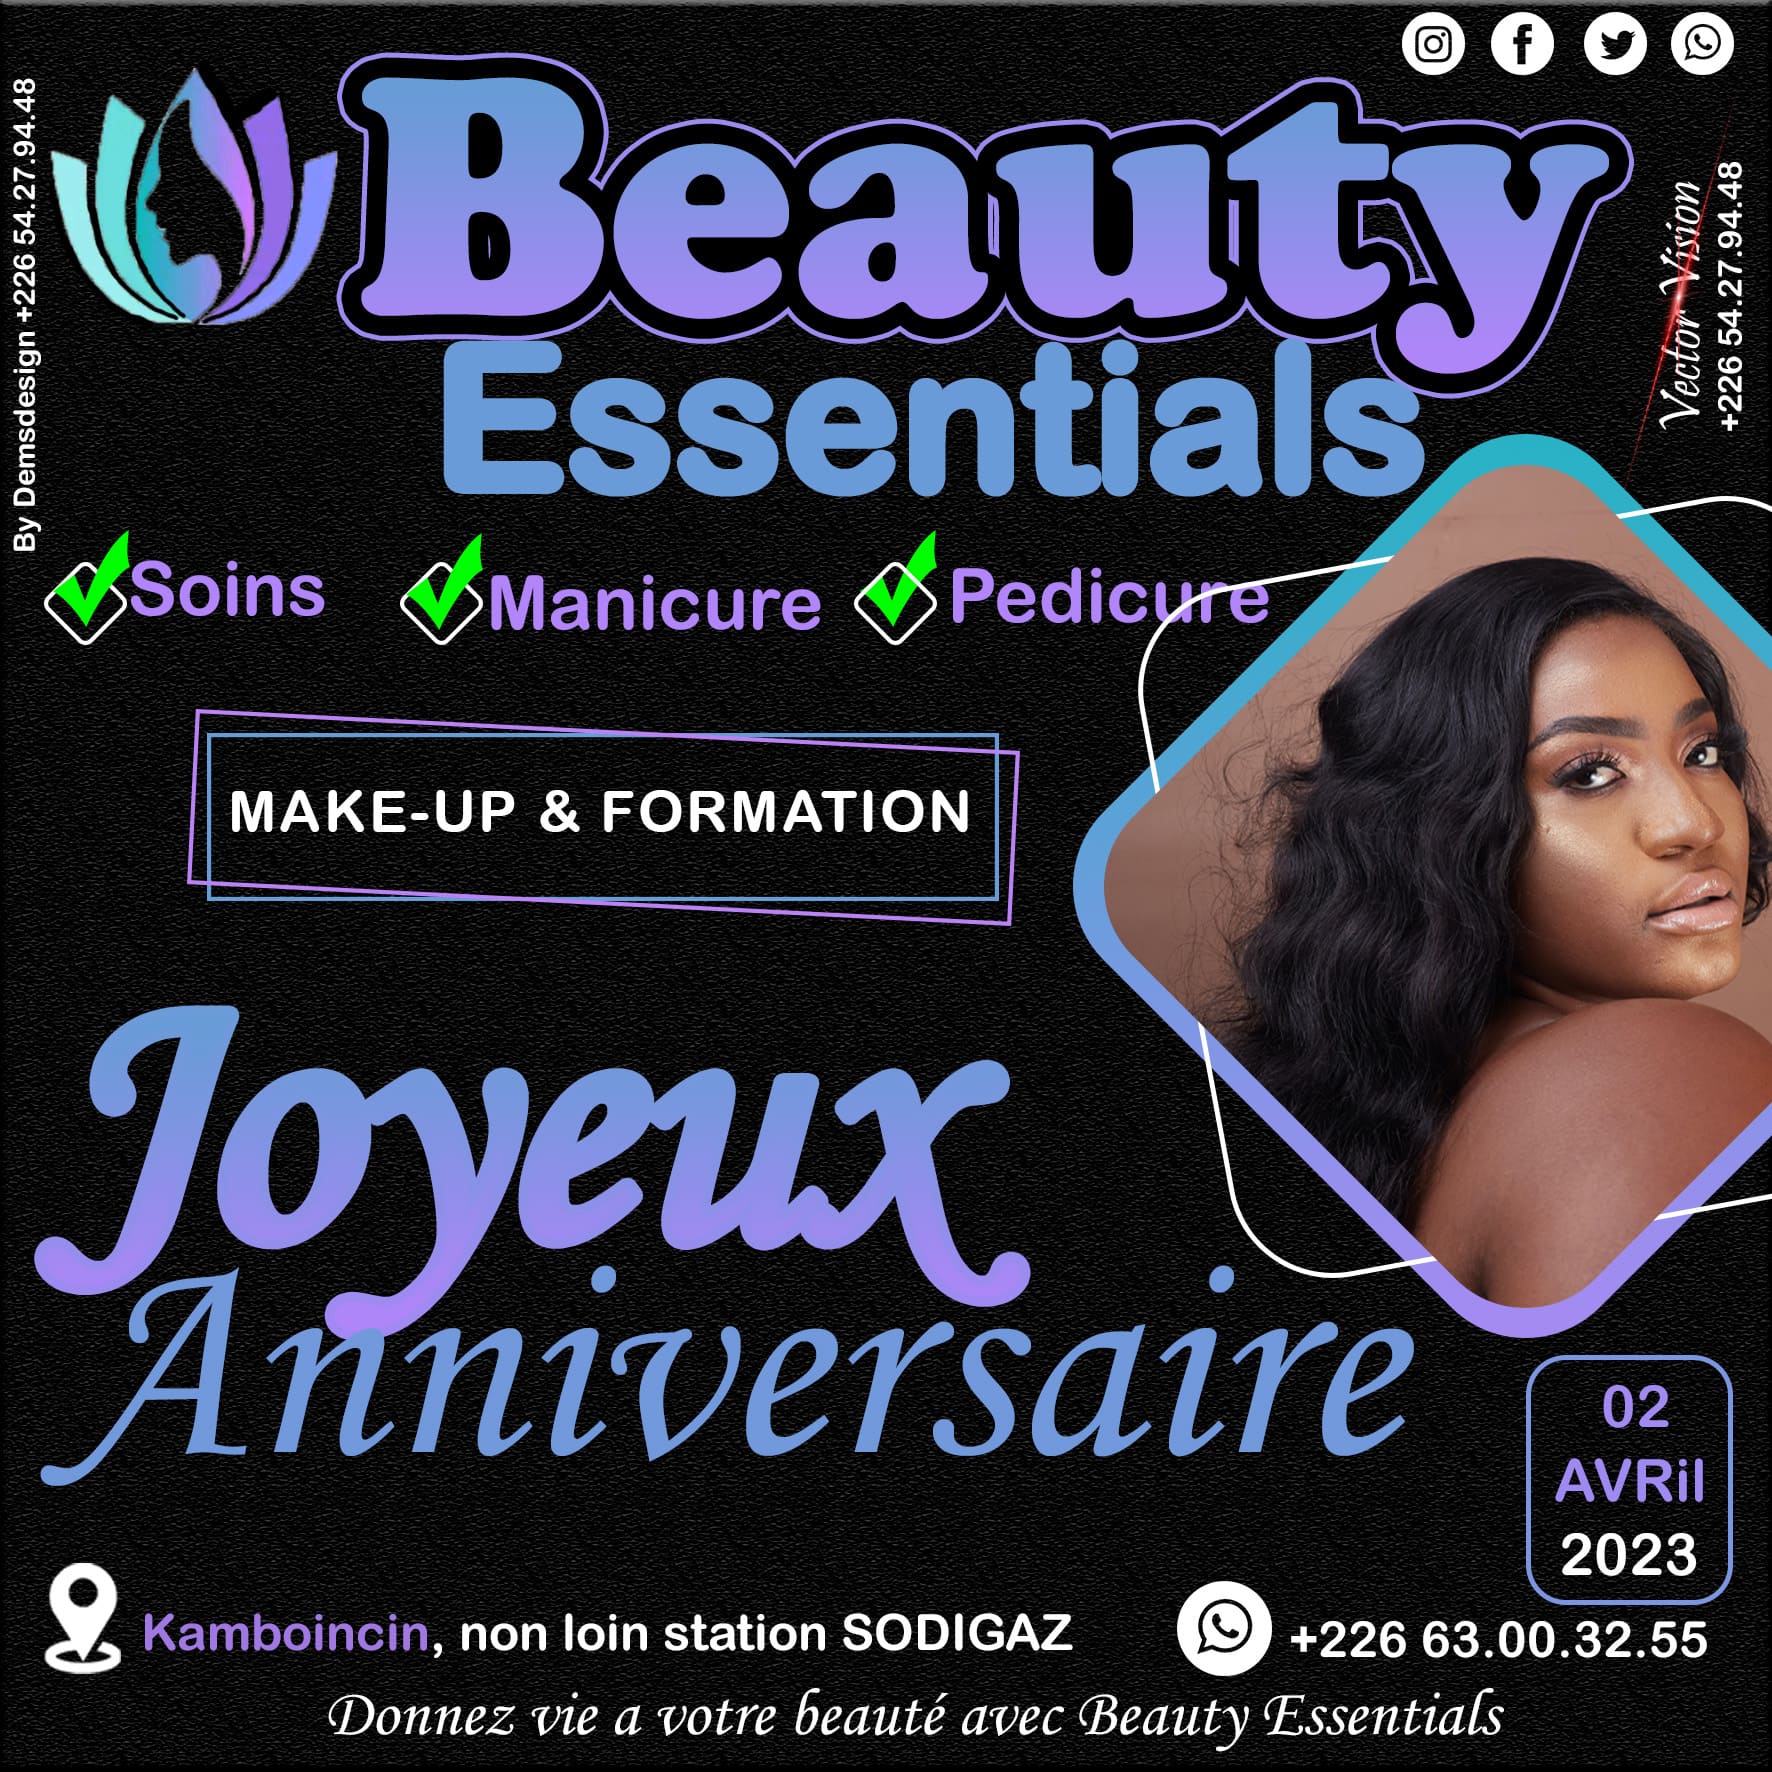 Beauty
Essentials
By Demsdesign +226 54.27.94.48
Vector Vision
+226 54.27.94.48
Soins
Manicure
Pedicure
MAKE-UP & FORMATION
Joyeux
Anniversaire
02
AVRil
2023
Kamboincin, non loin station SODIGAZ
+226 63.00.32.55
Donnez vie a votre beauté avec Beauty Essentials